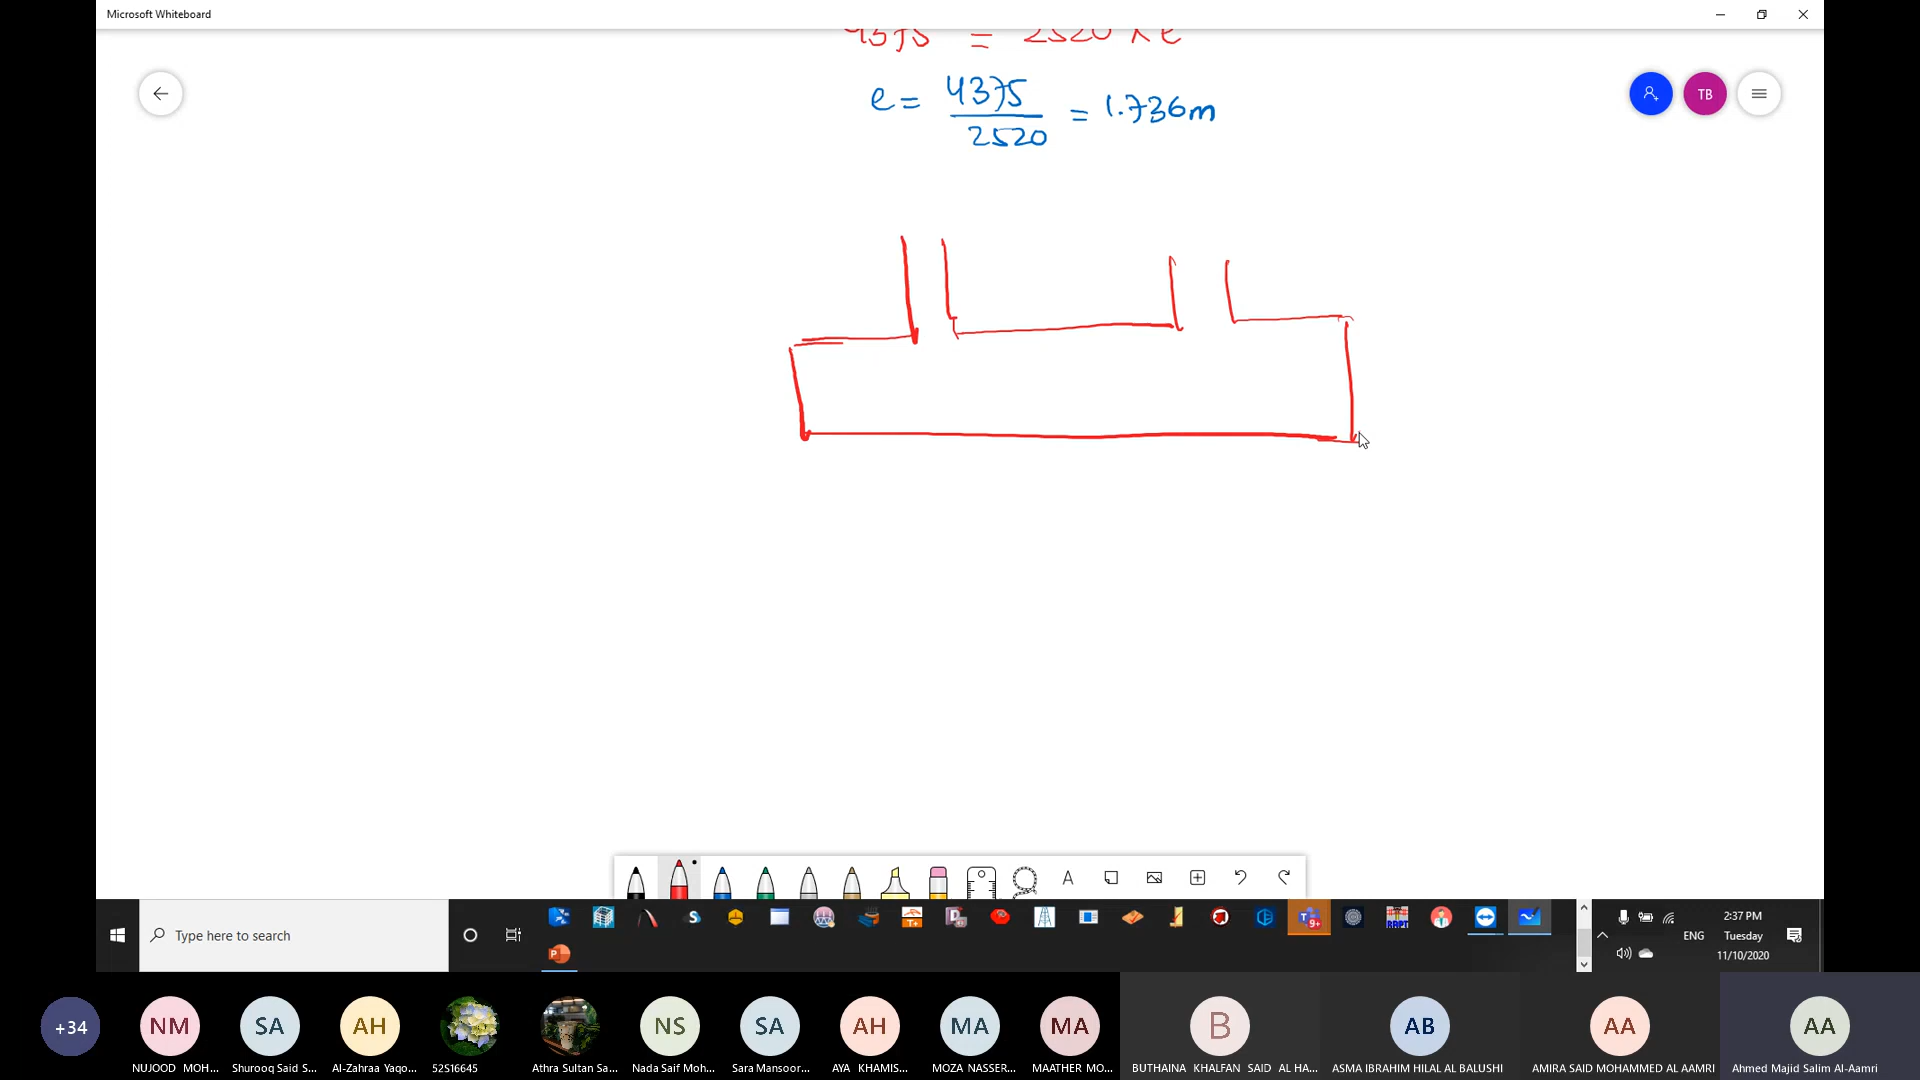 Microsoft Whiteboard
4375 = 2520 x e
e = 4375 / 2520 = 1.736m
TB
A
Type here to search
ENG
2:37 PM
Tuesday
11/10/2020
+34
NM
SA
AH
NS
SA
AH
MA
MA
B
AB
AA
AA
NUJOOD MOH...
Shurooq Said S...
Al-Zahraa Yaqo...
52S16645
Athra Sultan Sa...
Nada Saif Moh...
Sara Mansoor...
AYA KHAMIS...
MOZA NASSER...
MAATHER MO...
BUTHAINA KHALFAN SAID AL HA...
ASMA IBRAHIM HILAL AL BALUSHI
AMIRA SAID MOHAMMED AL AAMRI
Ahmed Majid Salim Al-Aamri